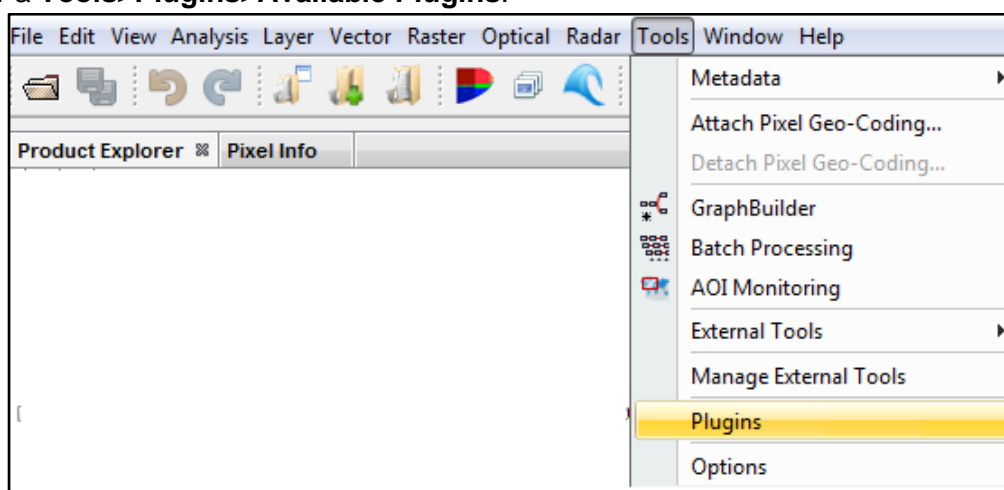 a Tools>Plugins>Available Plugins.
File Edit View Analysis Layer Vector Raster Optical Radar Tools Window Help
Metadata
Attach Pixel Geo-Coding...
Product Explorer Pixel Info
Detach Pixel Geo-Coding...
GraphBuilder
Batch Processing
AOI Monitoring
External Tools
Manage External Tools
Plugins
Options